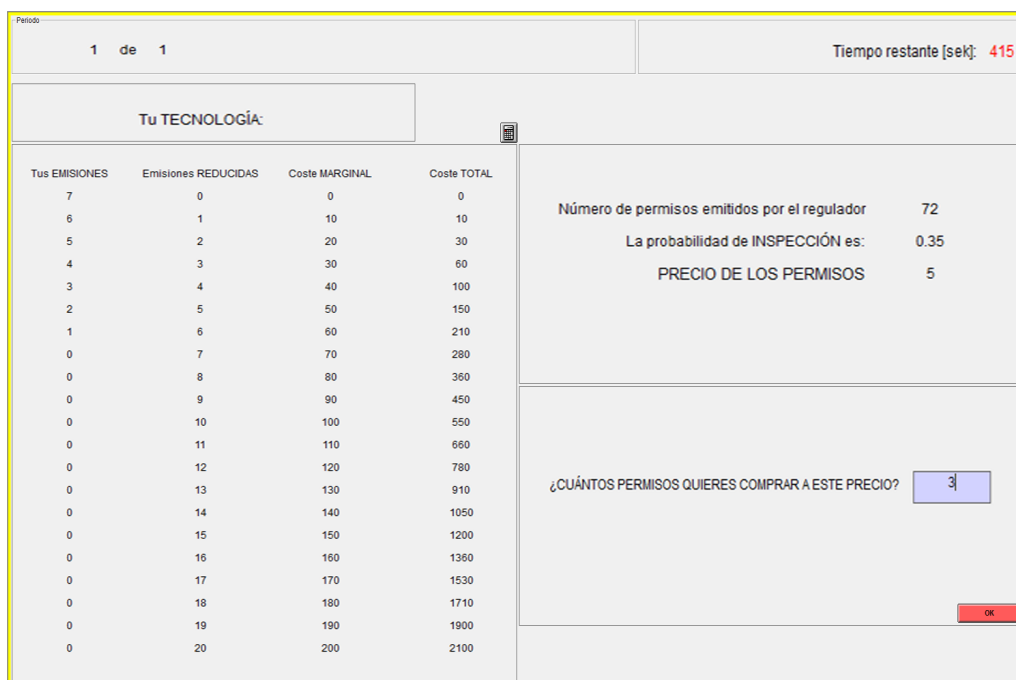 Periodo
1 de 1
Tiempo restante [sek]: 415
Tu TECNOLOGÍA:
Tus EMISIONES Emisiones REDUCIDAS Coste MARGINAL Coste TOTAL
7 0 0 0
6 1 10 10
5 2 20 30
4 3 30 60
3 4 40 100
2 5 50 150
1 6 60 210
0 7 70 280
0 8 80 360
0 9 90 450
0 10 100 550
0 11 110 660
0 12 120 780
0 13 130 910
0 14 140 1050
0 15 150 1200
0 16 160 1360
0 17 170 1530
0 18 180 1710
0 19 190 1900
0 20 200 2100
Número de permisos emitidos por el regulador 72
La probabilidad de INSPECCIÓN es: 0.35
PRECIO DE LOS PERMISOS 5
¿CUÁNTOS PERMISOS QUIERES COMPRAR A ESTE PRECIO? 3
OK